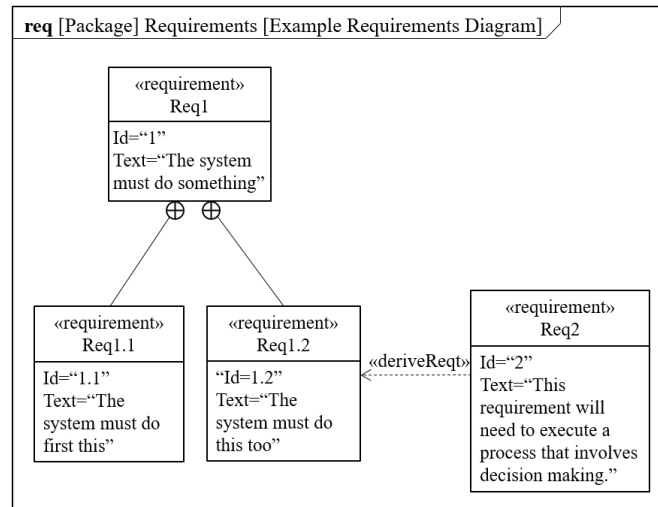 req [Package] Requirements [Example Requirements Diagram]
«requirement»
Req1
Id=“1”
Text=“The system
must do something”
«requirement»
Req1.1
Id=“1.1”
Text=“The
system must do
first this”
«requirement»
Req1.2
“Id=1.2”
Text=“The
system must do
this too”
«deriveReqt»
«requirement»
Req2
Id=“2”
Text=“This
requirement will
need to execute a
process that involves
decision making.”